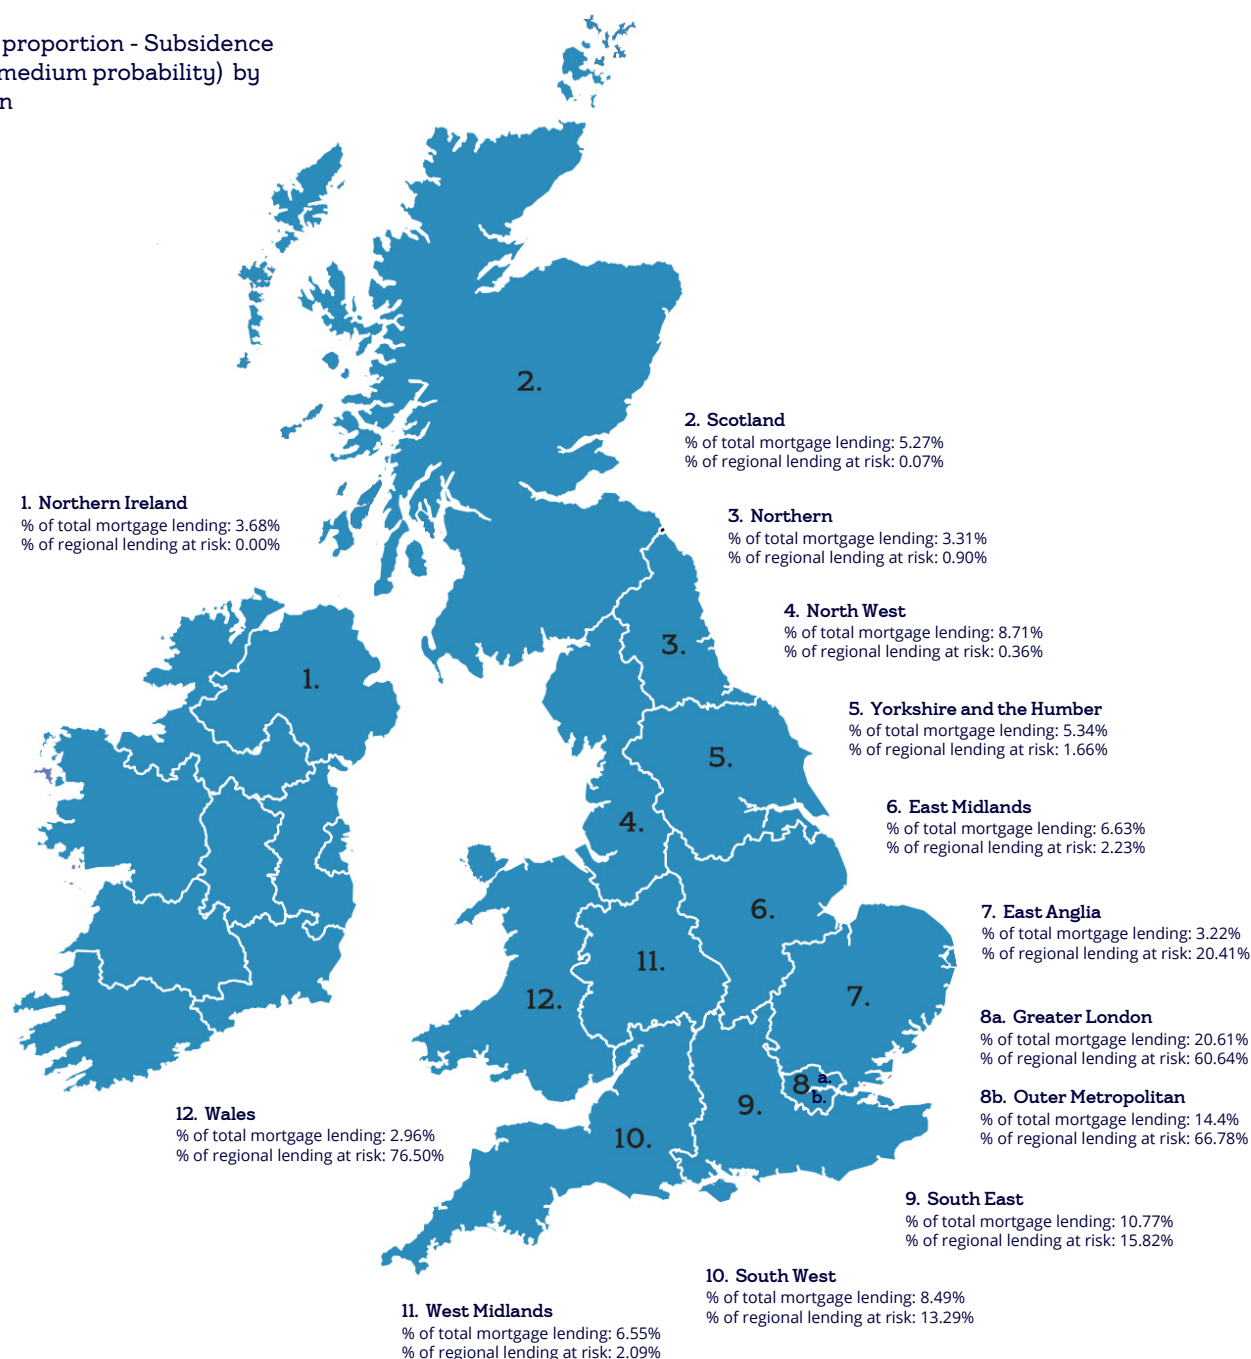 proportion - Subsidence
medium probability) by
n
2.
2. Scotland
% of total mortgage lending: 5.27%
% of regional lending at risk: 0.07%
1. Northern Ireland
% of total mortgage lending: 3.68%
% of regional lending at risk: 0.00%
3. Northern
% of total mortgage lending: 3.31%
% of regional lending at risk: 0.90%
4. North West
% of total mortgage lending: 8.71%
% of regional lending at risk: 0.36%
3.
1.
5. Yorkshire and the Humber
% of total mortgage lending: 5.34%
% of regional lending at risk: 1.66%
5.
6. East Midlands
% of total mortgage lending: 6.63%
% of regional lending at risk: 2.23%
4.
6.
7. East Anglia
% of total mortgage lending: 3.22%
% of regional lending at risk: 20.41%
11.
12.
7.
8a. Greater London
% of total mortgage lending: 20.61%
% of regional lending at risk: 60.64%
8 a.
b.
8b. Outer Metropolitan
% of total mortgage lending: 14.4%
% of regional lending at risk: 66.78%
9.
12. Wales
% of total mortgage lending: 2.96%
% of regional lending at risk: 76.50%
10.
9. South East
% of total mortgage lending: 10.77%
% of regional lending at risk: 15.82%
10. South West
% of total mortgage lending: 8.49%
% of regional lending at risk: 13.29%
11. West Midlands
% of total mortgage lending: 6.55%
% of regional lending at risk: 2.09%